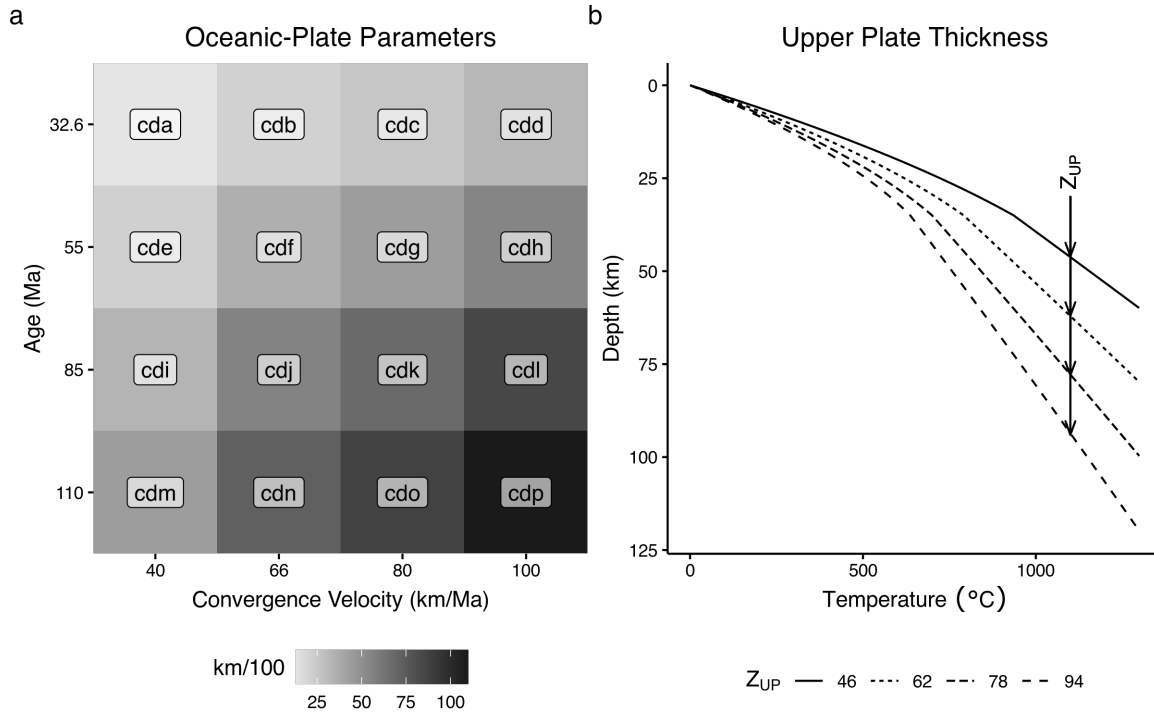 a
Oceanic-Plate Parameters
Age (Ma)
32.6
cda cdb cdc cdd
55
cde cdf cdg cdh
85
cdi cdj cdk cdl
110
cdm cdn cdo cdp
40 66 80 100
Convergence Velocity (km/Ma)
km/100
25 50 75 100
b
Upper Plate Thickness
Depth (km)
0
25
50
75
100
125
Z_UP
0 500 1000
Temperature (°C)
Z_UP 46 62 78 94